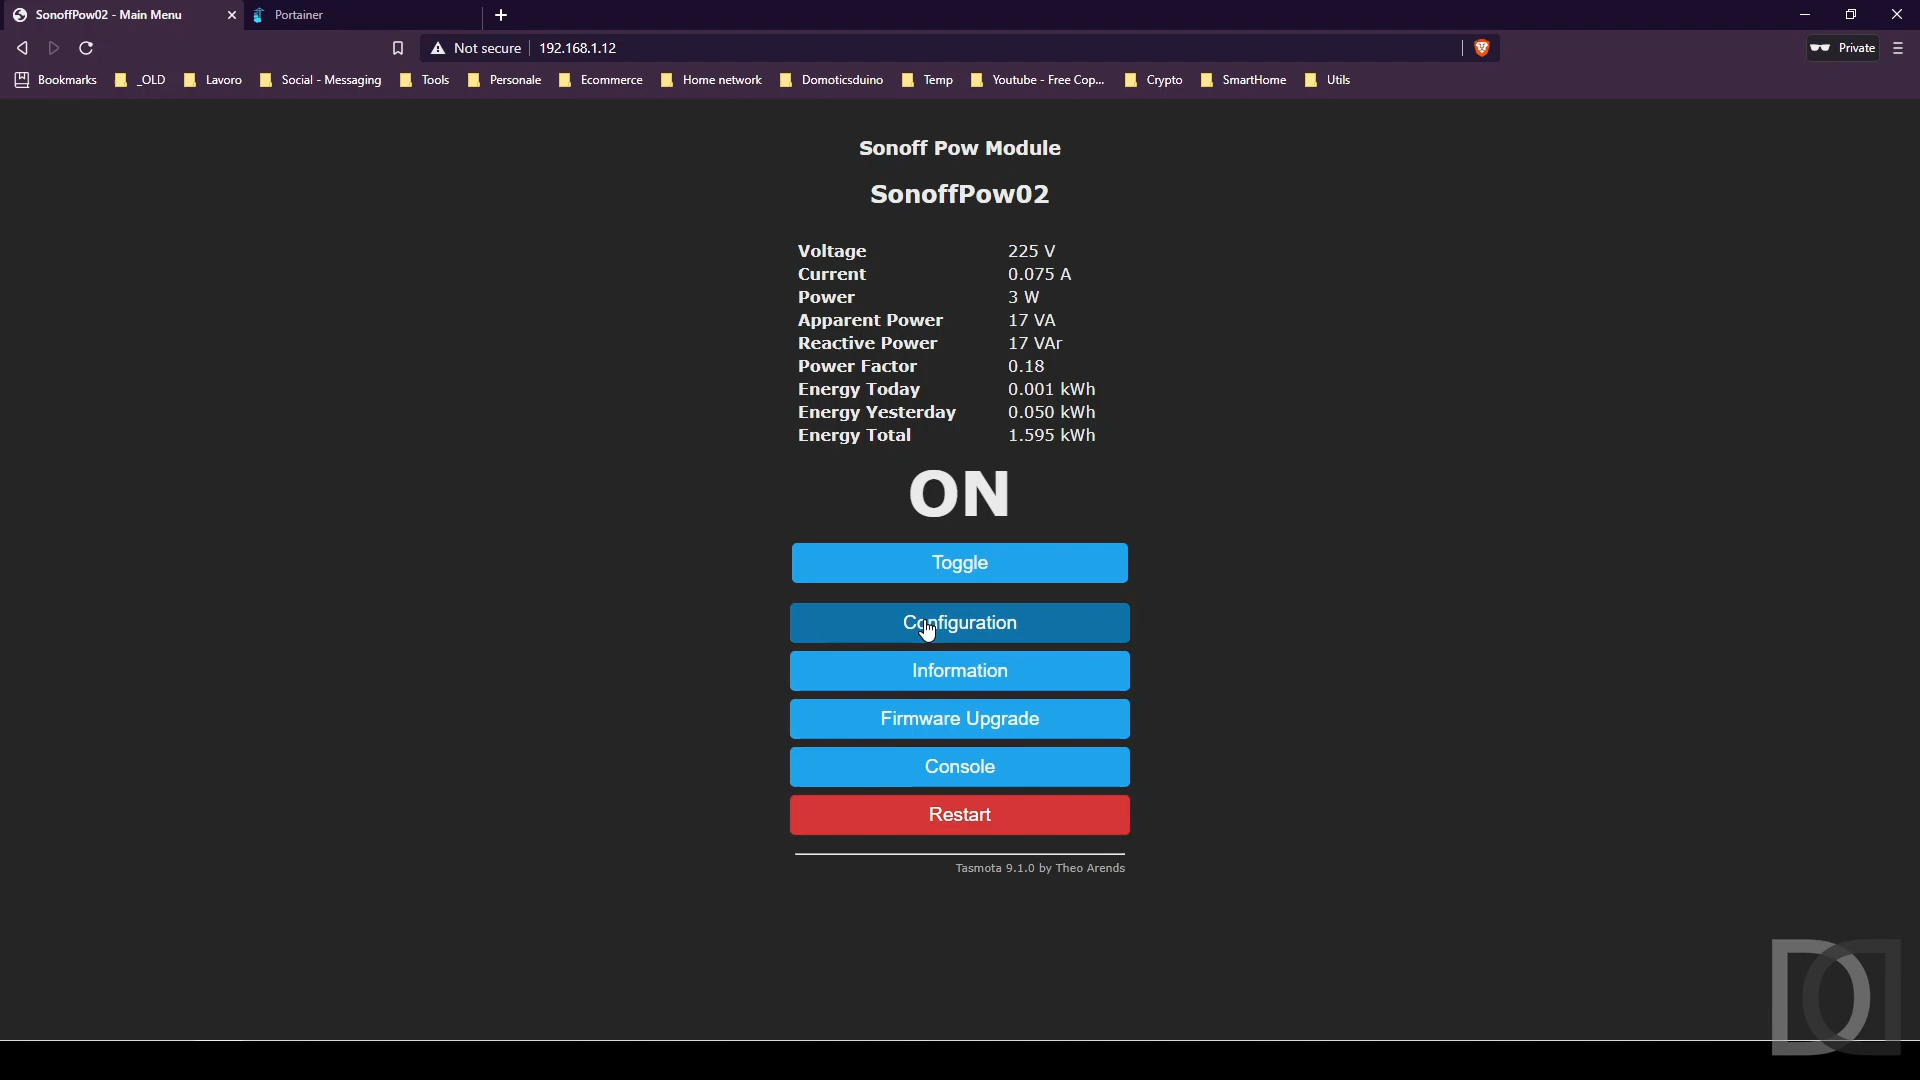 SonoffPow02 - Main Menu
Portainer
Not secure
192.168.1.12
Private
Bookmarks
_OLD
Lavoro
Social - Messaging
Tools
Personale
Ecommerce
Home network
Domoticsduino
Temp
Youtube - Free Cop...
Crypto
SmartHome
Utils
Sonoff Pow Module
SonoffPow02
Voltage 225 V
Current 0.075 A
Power 3 W
Apparent Power 17 VA
Reactive Power 17 VAr
Power Factor 0.18
Energy Today 0.001 kWh
Energy Yesterday 0.050 kWh
Energy Total 1.595 kWh
ON
Toggle
Configuration
Information
Firmware Upgrade
Console
Restart
Tasmota 9.1.0 by Theo Arends